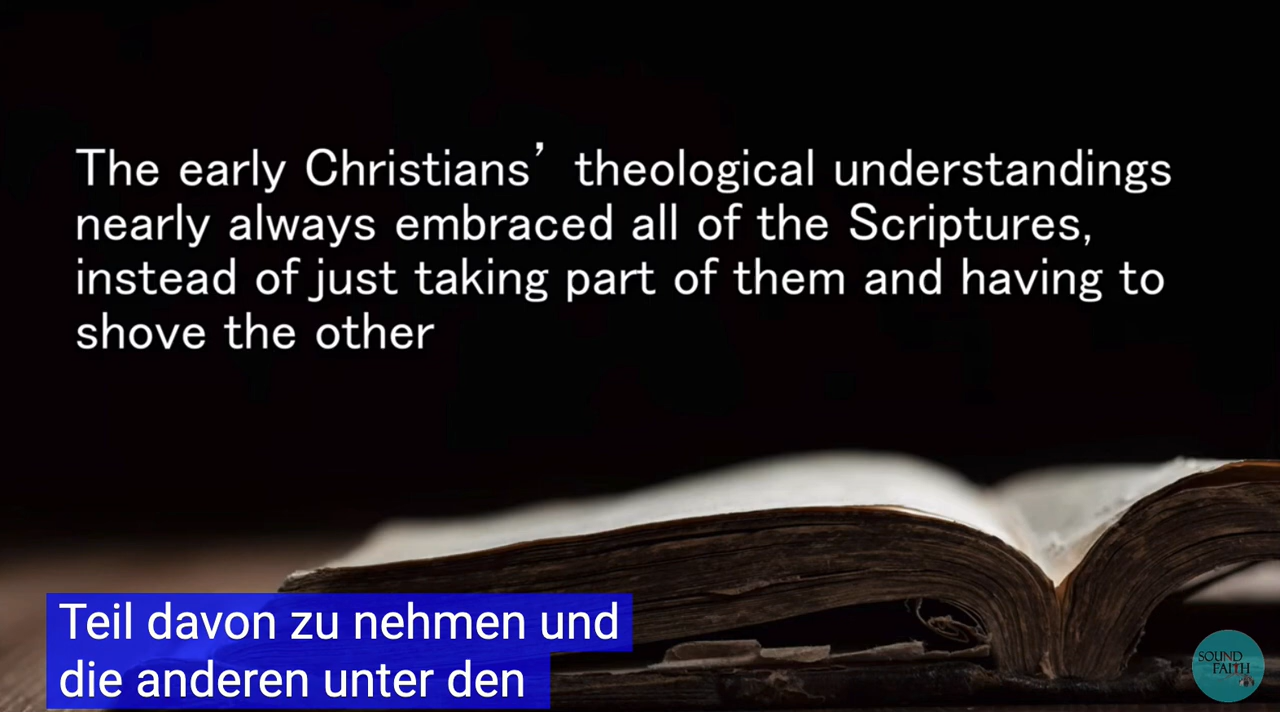 The early Christians’ theological understandings
nearly always embraced all of the Scriptures,
instead of just taking part of them and having to
shove the other
Teil davon zu nehmen und
die anderen unter den
SOUND
FAITH